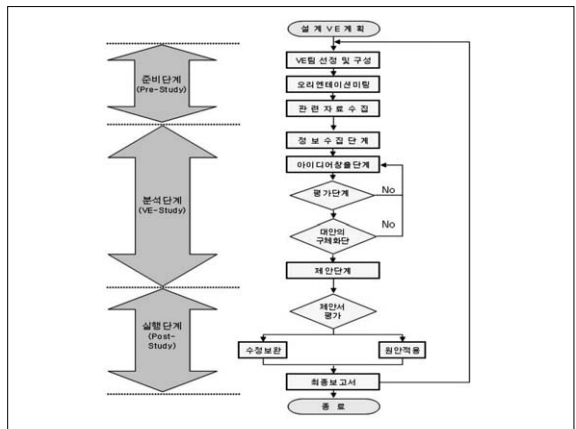 설계VE계획
준비단계
(Pre-Study)
VE팀 선정 및 구성
오리엔테이션미팅
관련자료수집
분석단계
(VE-Study)
정보수집단계
아이디어창출단계
평가단계
No
대안의
구체화단
No
제안단계
실행단계
(Post-
Study)
제안서
평가
수정보완
원안적용
최종보고서
종료